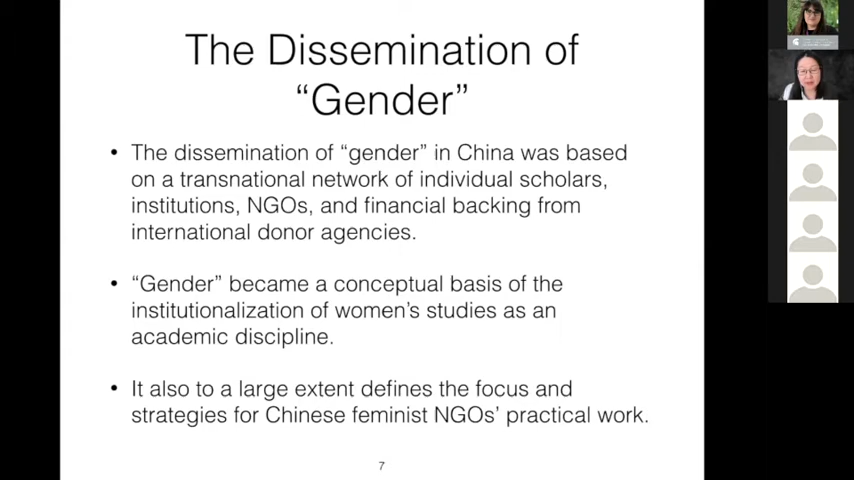 The Dissemination of
“Gender”
• The dissemination of “gender” in China was based
on a transnational network of individual scholars,
institutions, NGOs, and financial backing from
international donor agencies.
• “Gender” became a conceptual basis of the
institutionalization of women’s studies as an
academic discipline.
• It also to a large extent defines the focus and
strategies for Chinese feminist NGOs’ practical work.
7